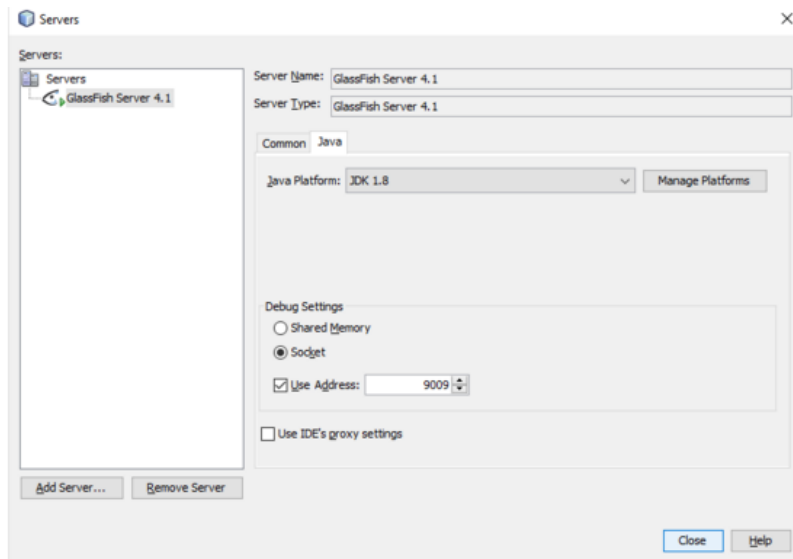 Servers
Servers:
Servers
GlassFish Server 4.1
Server Name: GlassFish Server 4.1
Server Type: GlassFish Server 4.1
Common Java
Java Platform: JDK 1.8 Manage Platforms
Debug Settings
Shared Memory
Socket
Use Address: 9009
Use IDE's proxy settings
Add Server... Remove Server
Close Help